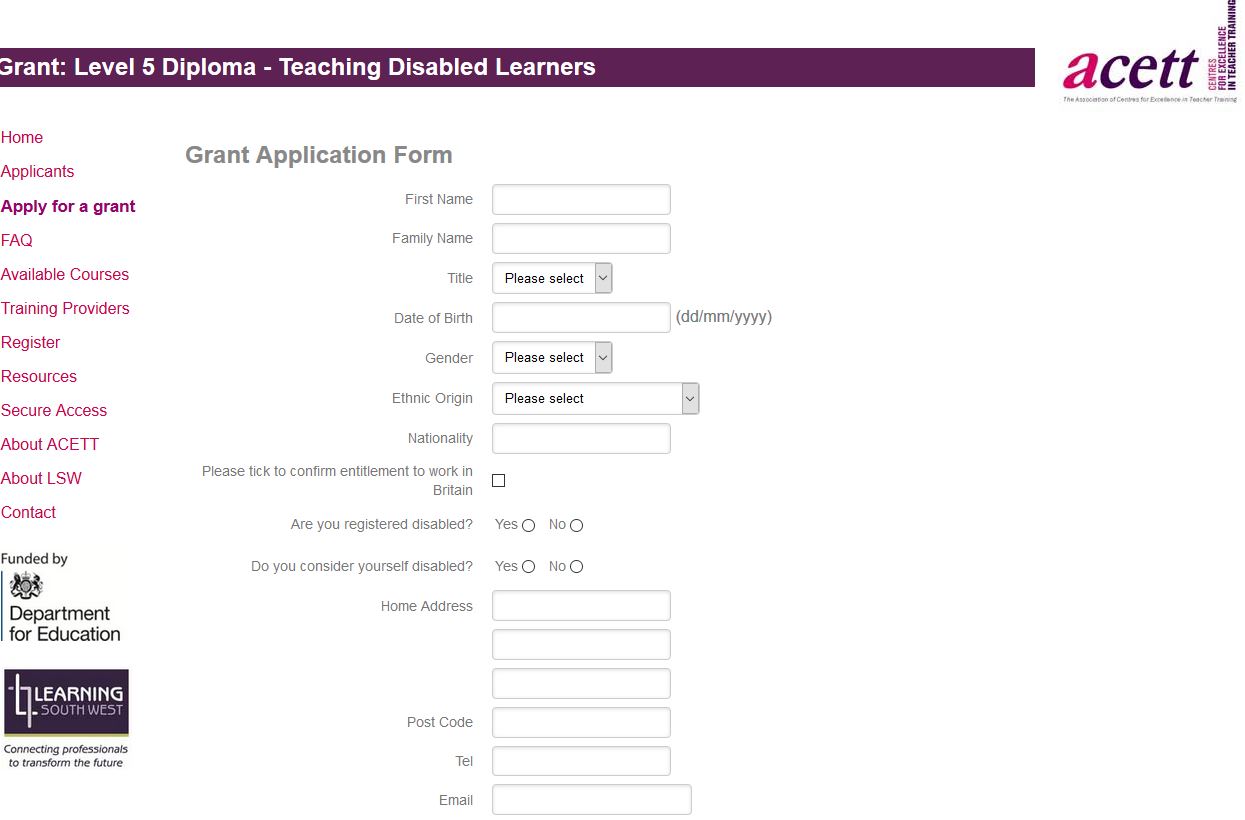 CENTRES
FOR EXCELLENCE
IN TEACHER TRAINING
acett
The Association of Centres for Excellence in Teacher Training
Grant: Level 5 Diploma - Teaching Disabled Learners
Home
Applicants
Apply for a grant
FAQ
Available Courses
Training Providers
Register
Resources
Secure Access
About ACETT
About LSW
Contact
Funded by
Department
for Education
LEARNING
SOUTH WEST
Connecting professionals
to transform the future
Grant Application Form
First Name
Family Name
Title Please select
Date of Birth (dd/mm/yyyy)
Gender Please select
Ethnic Origin Please select
Nationality
Please tick to confirm entitlement to work in
Britain
Are you registered disabled? Yes No
Do you consider yourself disabled? Yes No
Home Address
Post Code
Tel
Email